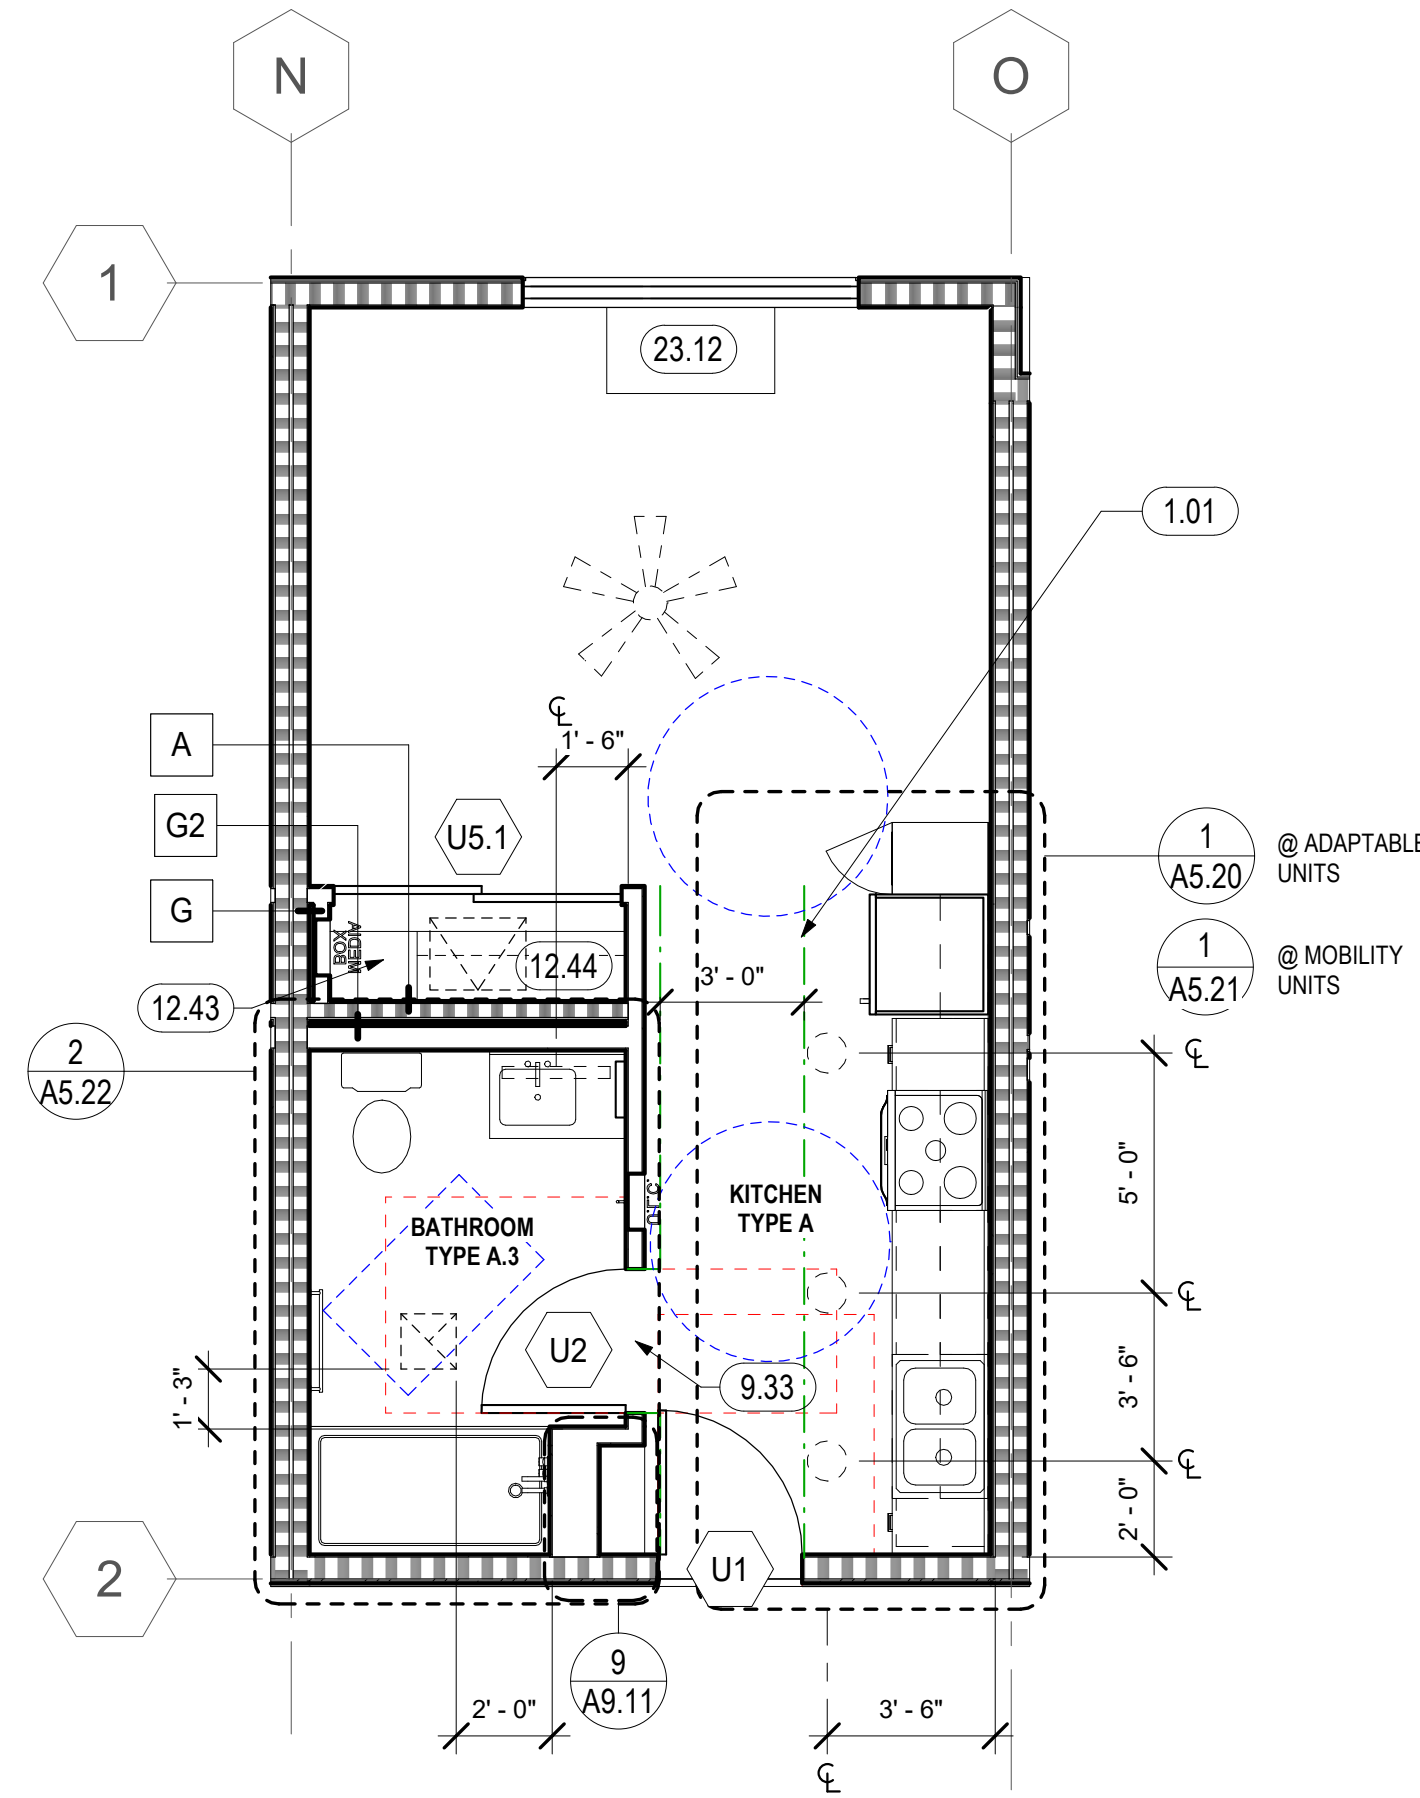 N
O
1
23.12
1.01
℄
1' - 6"
A
G2
U5.1
1
A5.20
@ ADAPTABLE
UNITS
G
BOX
MEDIA
12.44
3' - 0"
1
A5.21
@ MOBILITY
UNITS
12.43
2
A5.22
℄
5' - 0"
KITCHEN
TYPE A
BATHROOM
TYPE A.3
℄
U2
9.33
1' - 3"
3' - 6"
℄
2' - 0"
2
U1
9
A9.11
2' - 0"
3' - 6"
℄